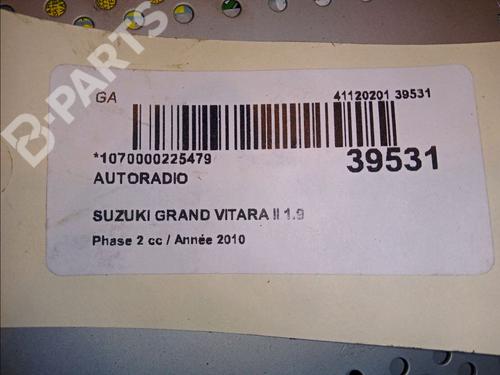 B-PARTS
GA 41120201 39531
*1070000225479 39531
AUTORADIO
SUZUKI GRAND VITARA II 1.9
Phase 2 cc / Année 2010